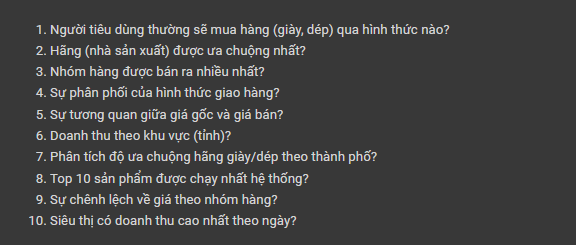 1. Người tiêu dùng thường sẽ mua hàng (giày, dép) qua hình thức nào?
2. Hãng (nhà sản xuất) được ưa chuộng nhất?
3. Nhóm hàng được bán ra nhiều nhất?
4. Sự phân phối của hình thức giao hàng?
5. Sự tương quan giữa giá gốc và giá bán?
6. Doanh thu theo khu vực (tỉnh)?
7. Phân tích độ ưa chuộng hãng giày/dép theo thành phố?
8. Top 10 sản phẩm được chạy nhất hệ thống?
9. Sự chênh lệch về giá theo nhóm hàng?
10. Siêu thị có doanh thu cao nhất theo ngày?